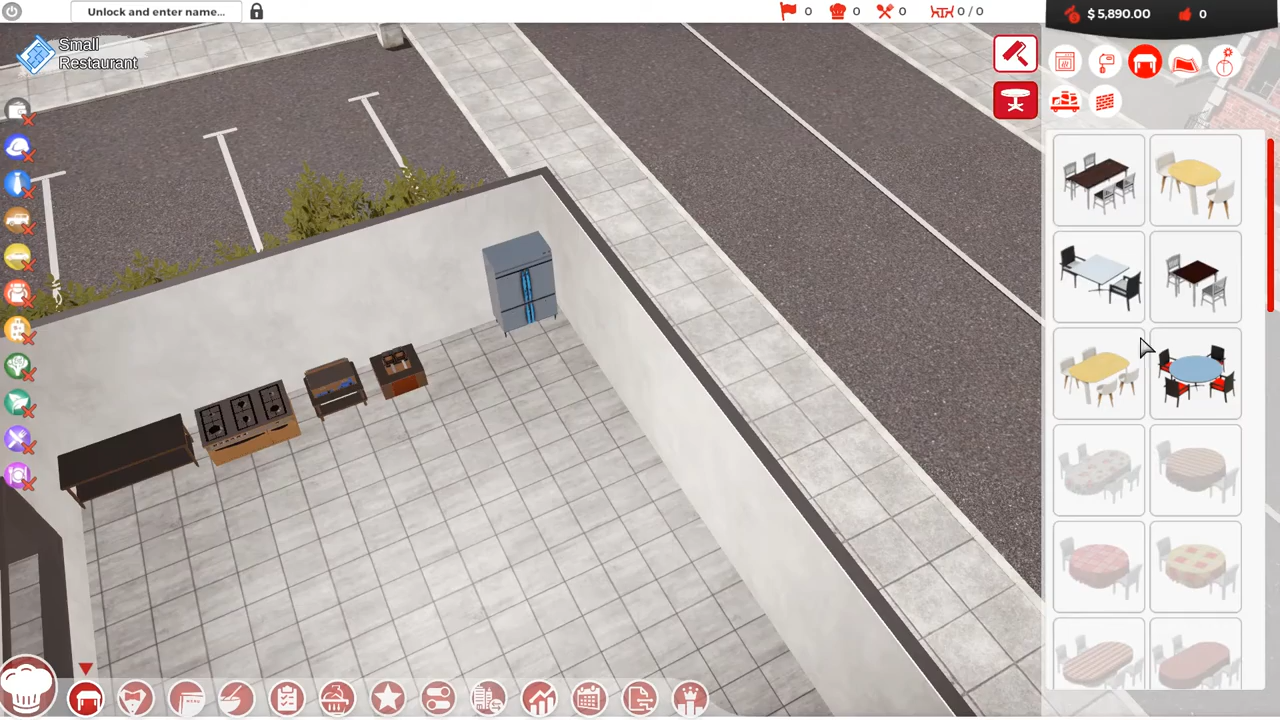 Unlock and enter name...
0
0
0
0 / 0
$ 5,890.00
0
Small
Restaurant